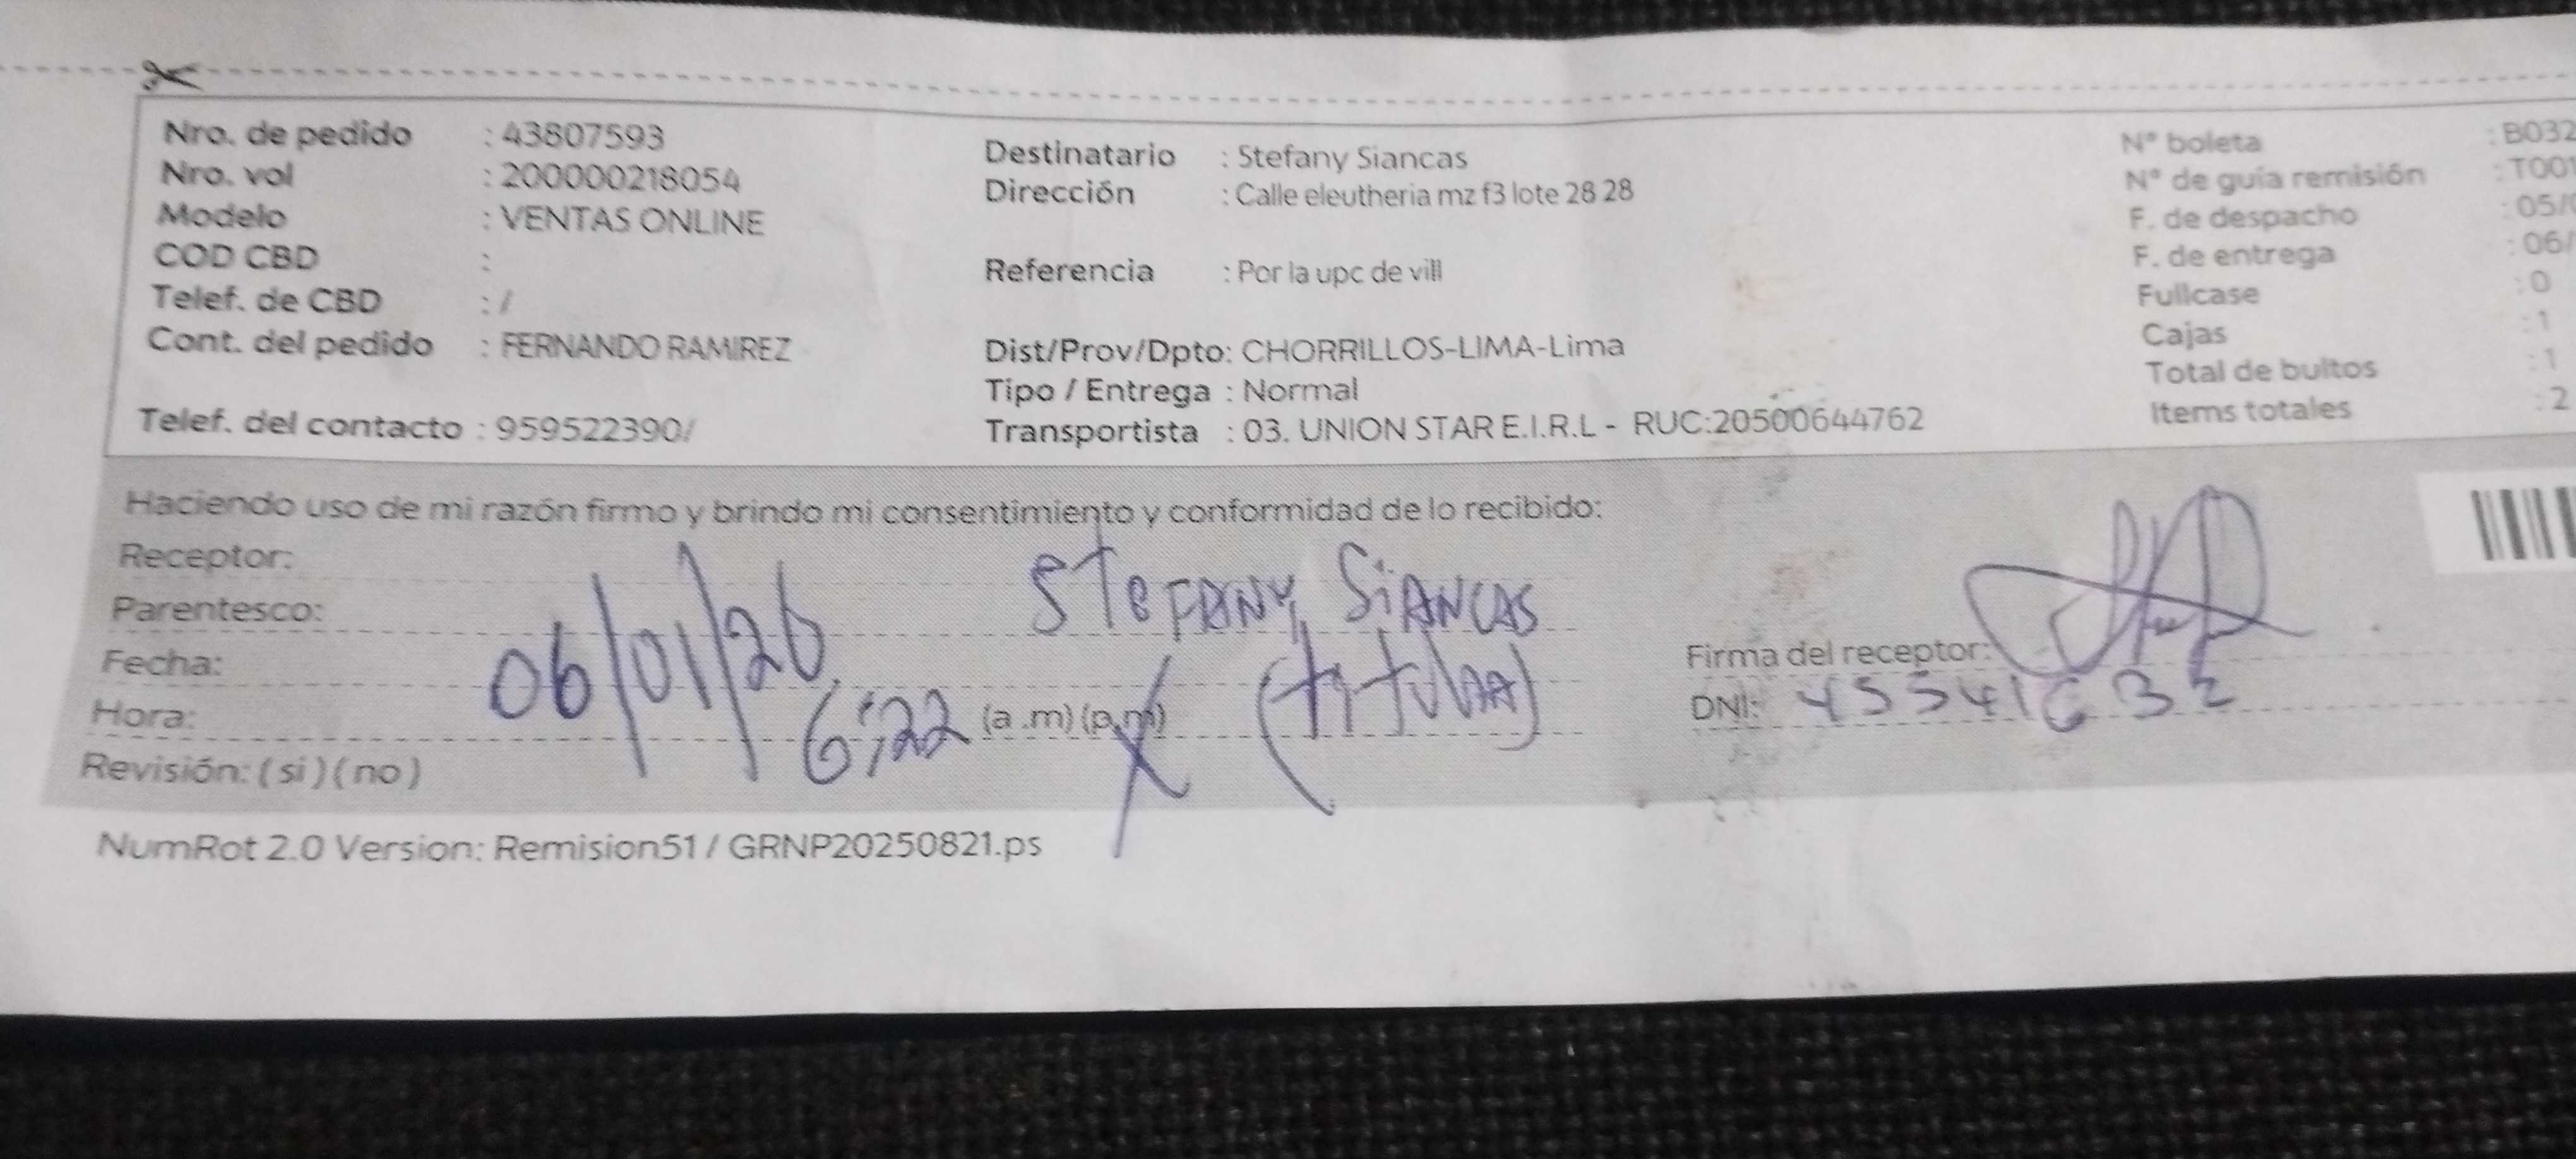 Nro. de pedido : 43807593
Nro. vol : 200000218054
Modelo : VENTAS ONLINE
COD CBD :
Telef. de CBD : /
Cont. del pedido : FERNANDO RAMIREZ
Telef. del contacto : 959522390/
Destinatario : Stefany Siancas
Dirección : Calle eleutheria mz f3 lote 28 28
Referencia : Por la upc de vill
Dist/Prov/Dpto: CHORRILLOS-LIMA-Lima
Tipo / Entrega : Normal
Transportista : 03. UNION STAR E.I.R.L - RUC:20500644762
N° boleta : B032
N° de guía remisión : T001
F. de despacho : 05/
F. de entrega : 06/
Fullcase : 0
Cajas : 1
Total de bultos : 1
Items totales : 2
Haciendo uso de mi razón firmo y brindo mi consentimiento y conformidad de lo recibido:
Receptor: STEFANY SiANCAS
Parentesco: (titular)
Fecha: 06/01/26
Hora: 6:22 (a .m) (p.m)
Revisión: ( si ) ( no )
Firma del receptor:
DNI: 45541632
NumRot 2.0 Version: Remision51 / GRNP20250821.ps